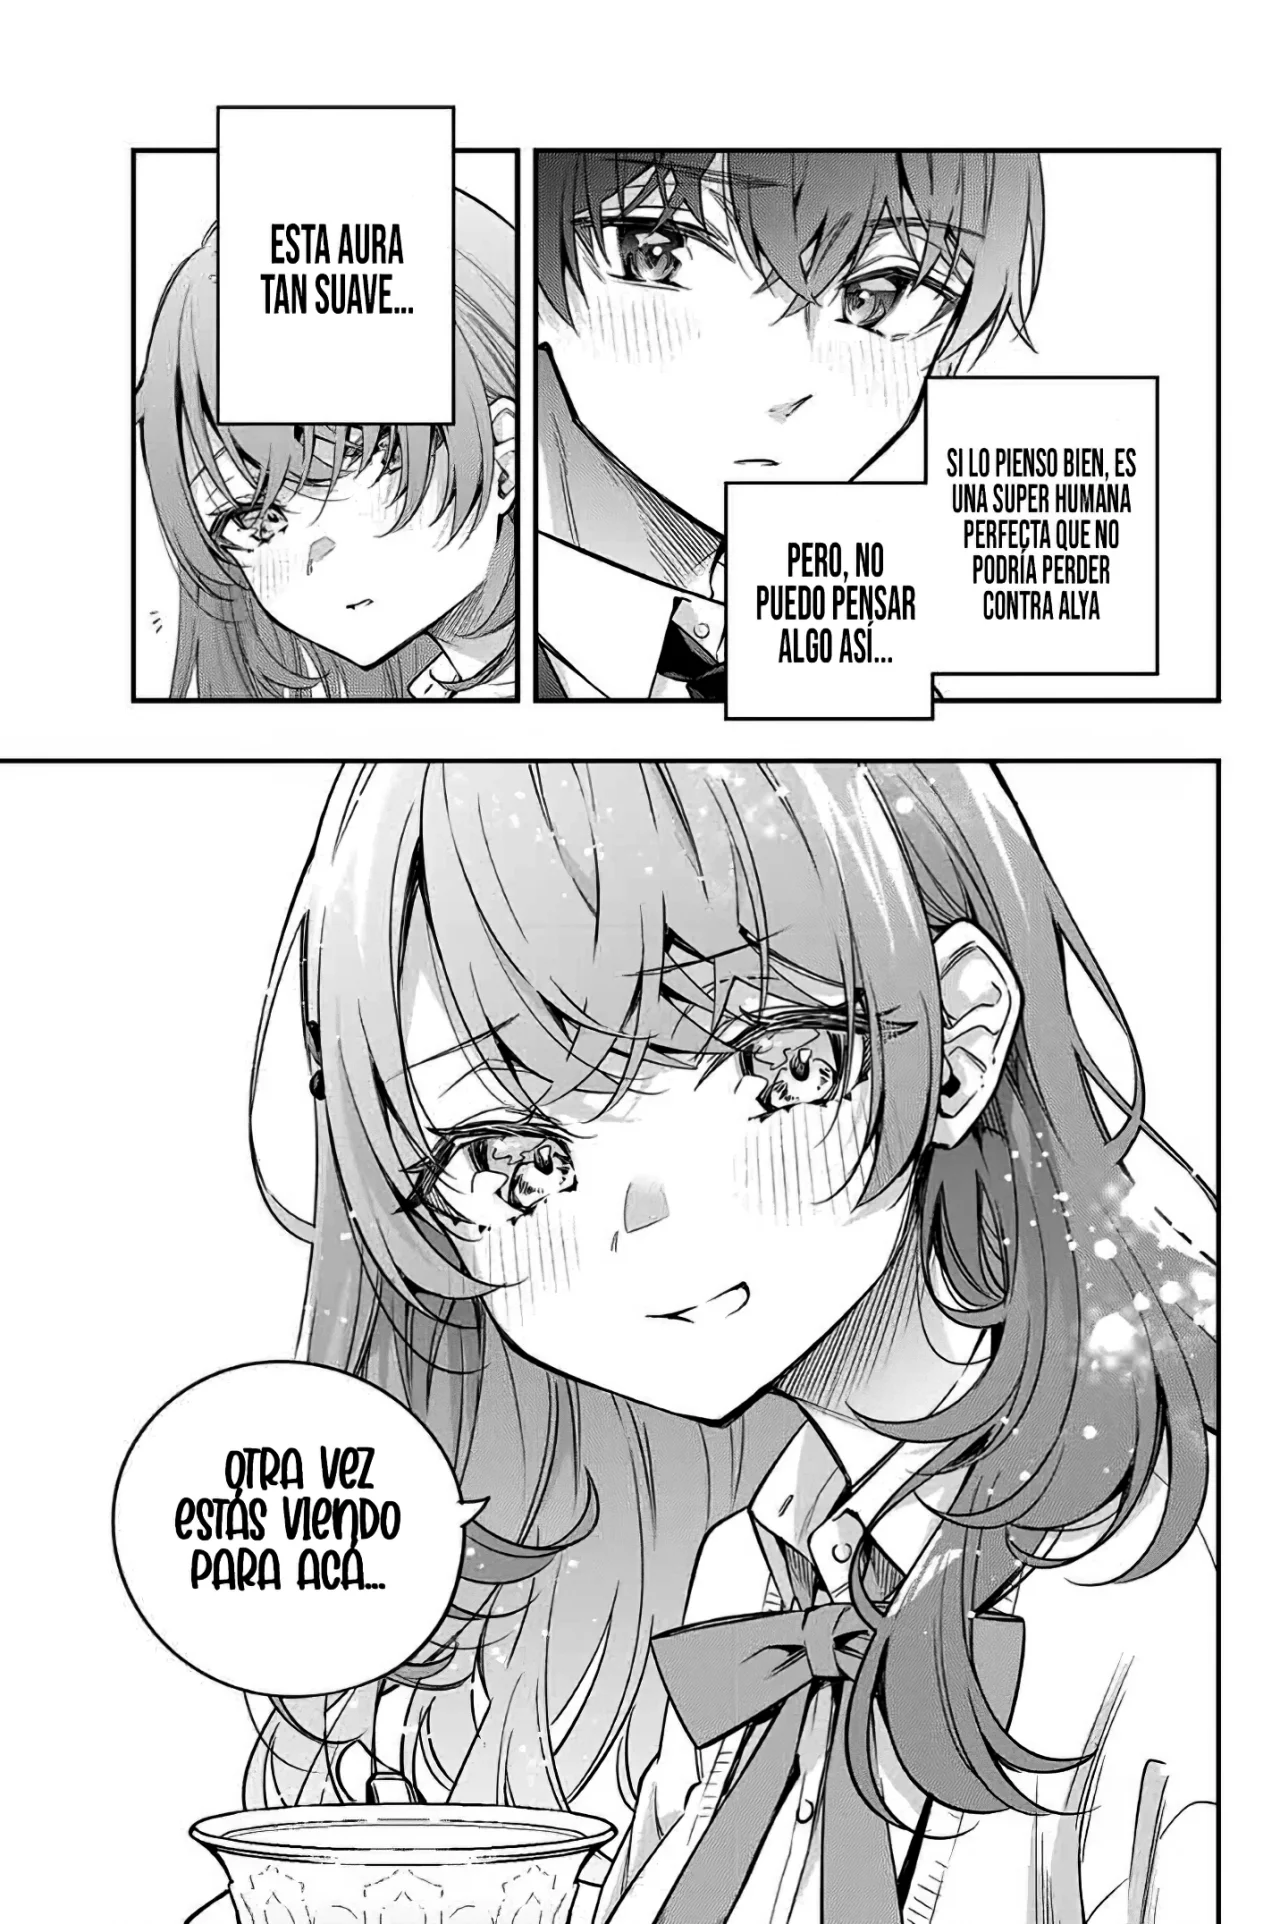 SI LO PIENSO BIEN, ES
UNA SUPER HUMANA
PERFECTA QUE NO
PODRÍA PERDER
CONTRA ALYA
PERO, NO
PUEDO PENSAR
ALGO ASÍ...
ESTA AURA
TAN SUAVE...
OTRA VEZ
ESTÁS VIENDO
PARA ACÁ...